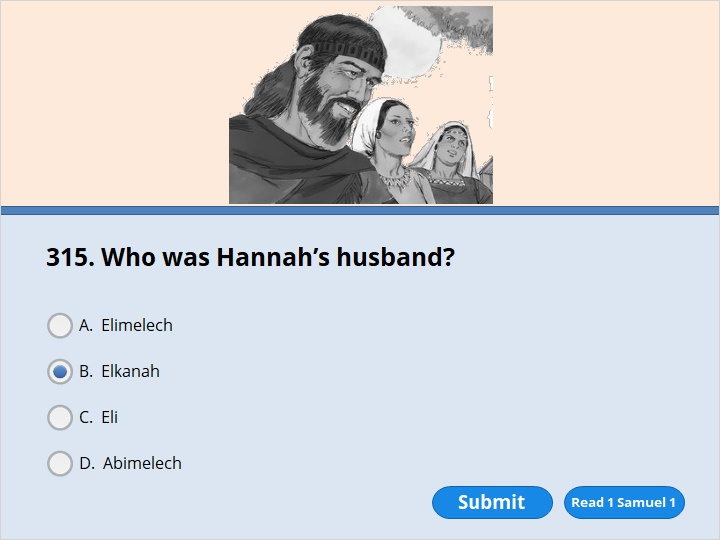 315. Who was Hannah’s husband?
A. Elimelech
B. Elkanah
C. Eli
D. Abimelech
Submit
Read 1 Samuel 1